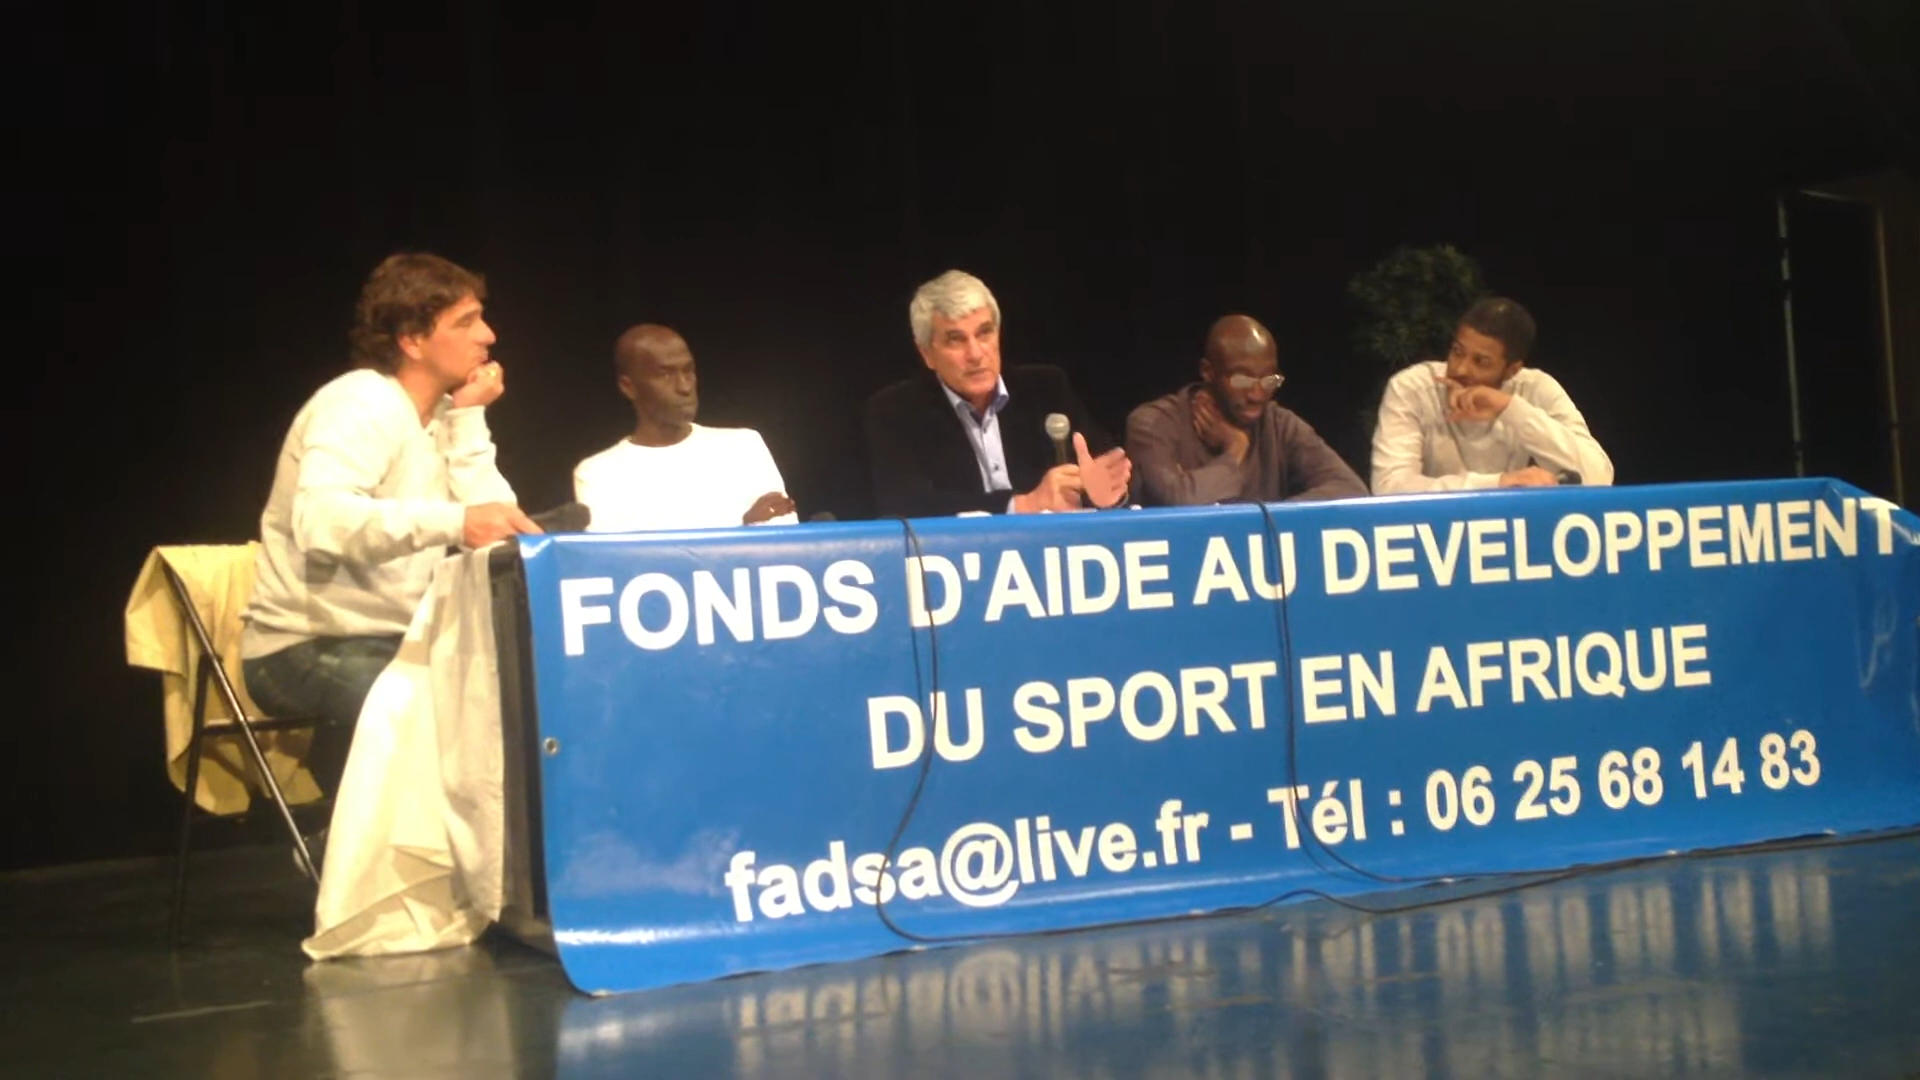 FONDS D'AIDE AU DEVELOPPEMENT
DU SPORT EN AFRIQUE
fadsa@live.fr - Tél : 06 25 68 14 83